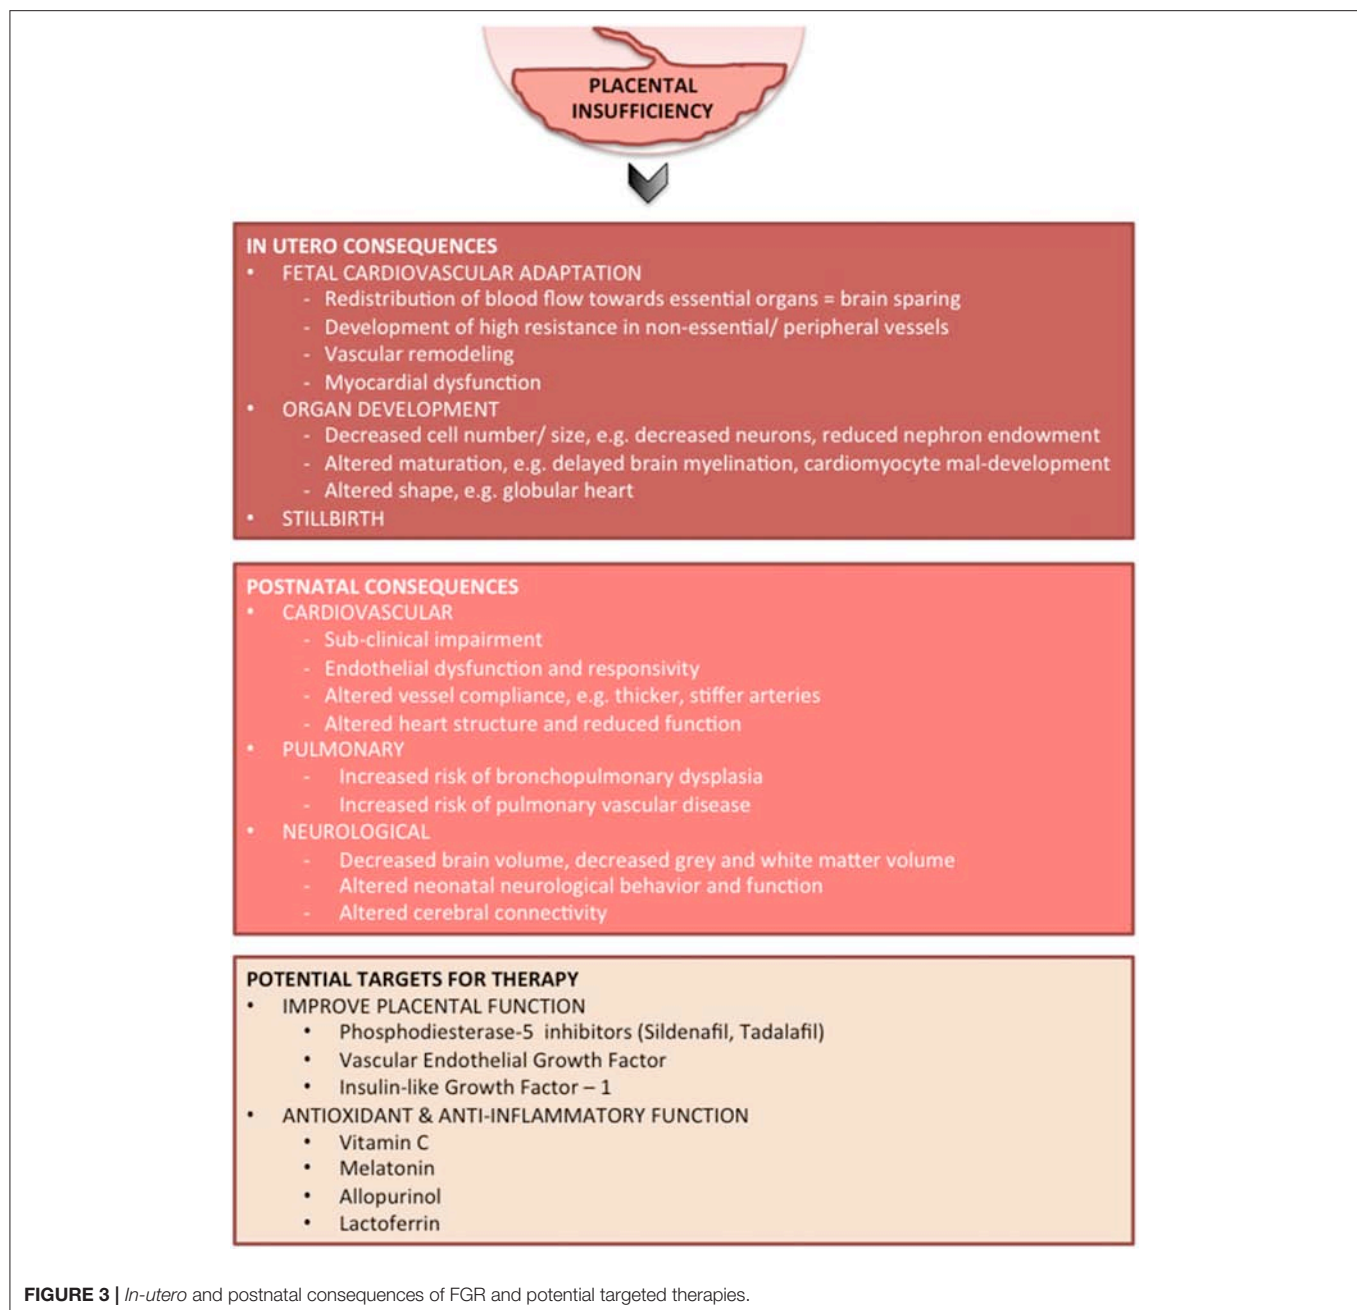 PLACENTAL
INSUFFICIENCY
IN UTERO CONSEQUENCES
• FETAL CARDIOVASCULAR ADAPTATION
- Redistribution of blood flow towards essential organs = brain sparing
- Development of high resistance in non-essential/ peripheral vessels
- Vascular remodeling
- Myocardial dysfunction
• ORGAN DEVELOPMENT
- Decreased cell number/ size, e.g. decreased neurons, reduced nephron endowment
- Altered maturation, e.g. delayed brain myelination, cardiomyocyte mal-development
- Altered shape, e.g. globular heart
• STILLBIRTH
POSTNATAL CONSEQUENCES
• CARDIOVASCULAR
- Sub-clinical impairment
- Endothelial dysfunction and responsivity
- Altered vessel compliance, e.g. thicker, stiffer arteries
- Altered heart structure and reduced function
• PULMONARY
- Increased risk of bronchopulmonary dysplasia
- Increased risk of pulmonary vascular disease
• NEUROLOGICAL
- Decreased brain volume, decreased grey and white matter volume
- Altered neonatal neurological behavior and function
- Altered cerebral connectivity
POTENTIAL TARGETS FOR THERAPY
• IMPROVE PLACENTAL FUNCTION
• Phosphodiesterase-5 inhibitors (Sildenafil, Tadalafil)
• Vascular Endothelial Growth Factor
• Insulin-like Growth Factor – 1
• ANTIOXIDANT & ANTI-INFLAMMATORY FUNCTION
• Vitamin C
• Melatonin
• Allopurinol
• Lactoferrin
FIGURE 3 | In-utero and postnatal consequences of FGR and potential targeted therapies.